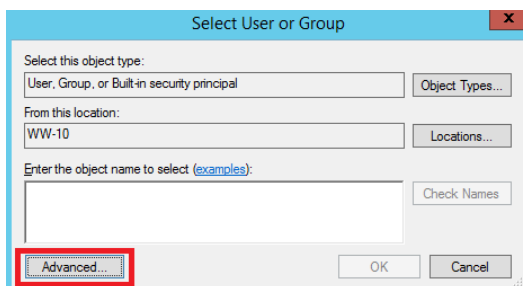 Select User or Group
x
Select this object type:
User, Group, or Built-in security principal
Object Types...
From this location:
WW-10
Locations...
Enter the object name to select (examples):
Check Names
Advanced...
OK
Cancel